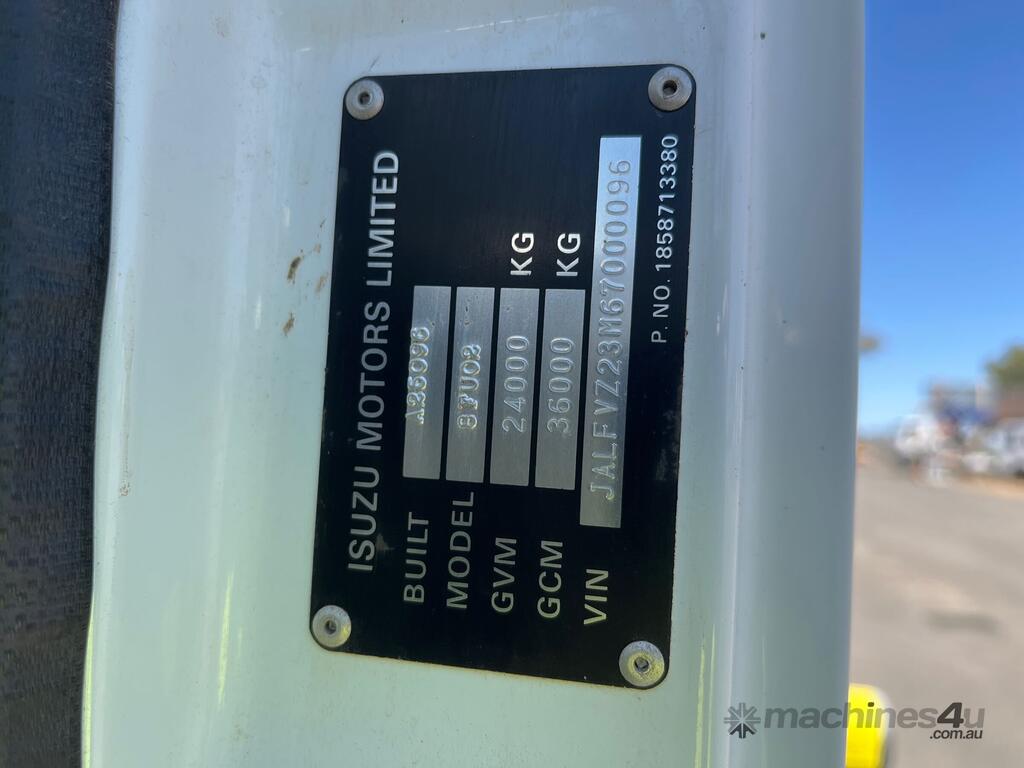 ISUZU MOTORS LIMITED
BUILT
MODEL
GVM 24000 KG
GCM 36000 KG
VIN JALFVZ23M67000096
P. NO. 1858713380
machines4u
.com.au